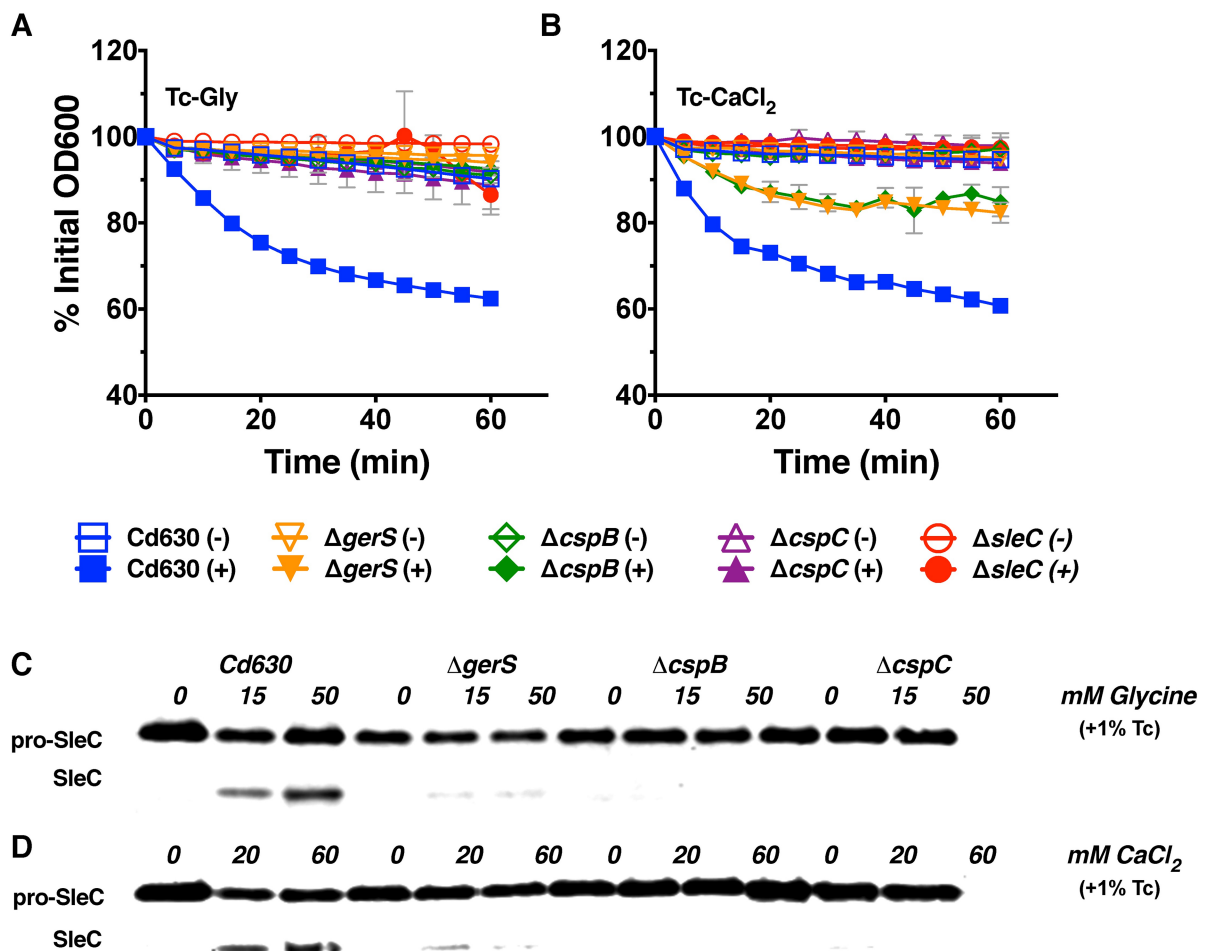 A B
120 120
Tc-Gly Tc-CaCl2
100 100
80 80
60 60
40 40
0 20 40 60 0 20 40 60
% Initial OD600
Time (min) Time (min)
Cd630 (-) ΔgerS (-) ΔcspB (-) ΔcspC (-) ΔsleC (-)
Cd630 (+) ΔgerS (+) ΔcspB (+) ΔcspC (+) ΔsleC (+)
C Cd630 ΔgerS ΔcspB ΔcspC
0 15 50 0 15 50 0 15 50 0 15 50 mM Glycine
(+1% Tc)
pro-SleC
SleC
D 0 20 60 0 20 60 0 20 60 0 20 60 mM CaCl2
pro-SleC (+1% Tc)
SleC